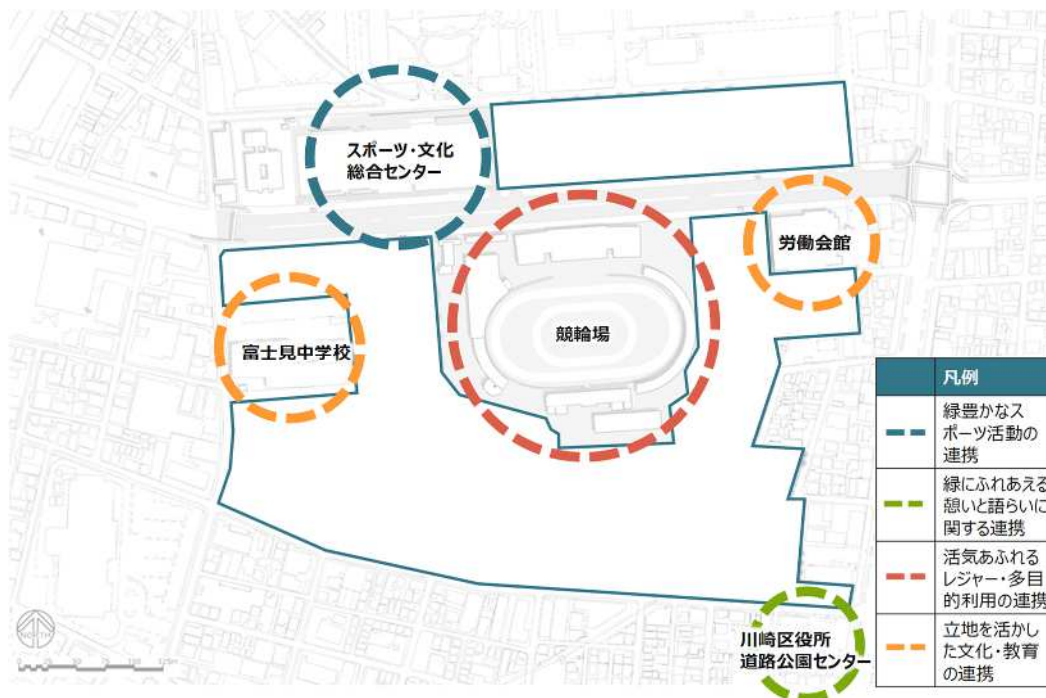 スポーツ・文化
総合センター
労働会館
競輪場
富士見中学校
川崎区役所
道路公園センター
凡例
緑豊かなス
ポーツ活動の
連携
緑にふれあえる
憩いと語らいに
関する連携
活気あふれる
レジャー・多目
的利用の連携
立地を活かし
た文化・教育
の連携
NORTH